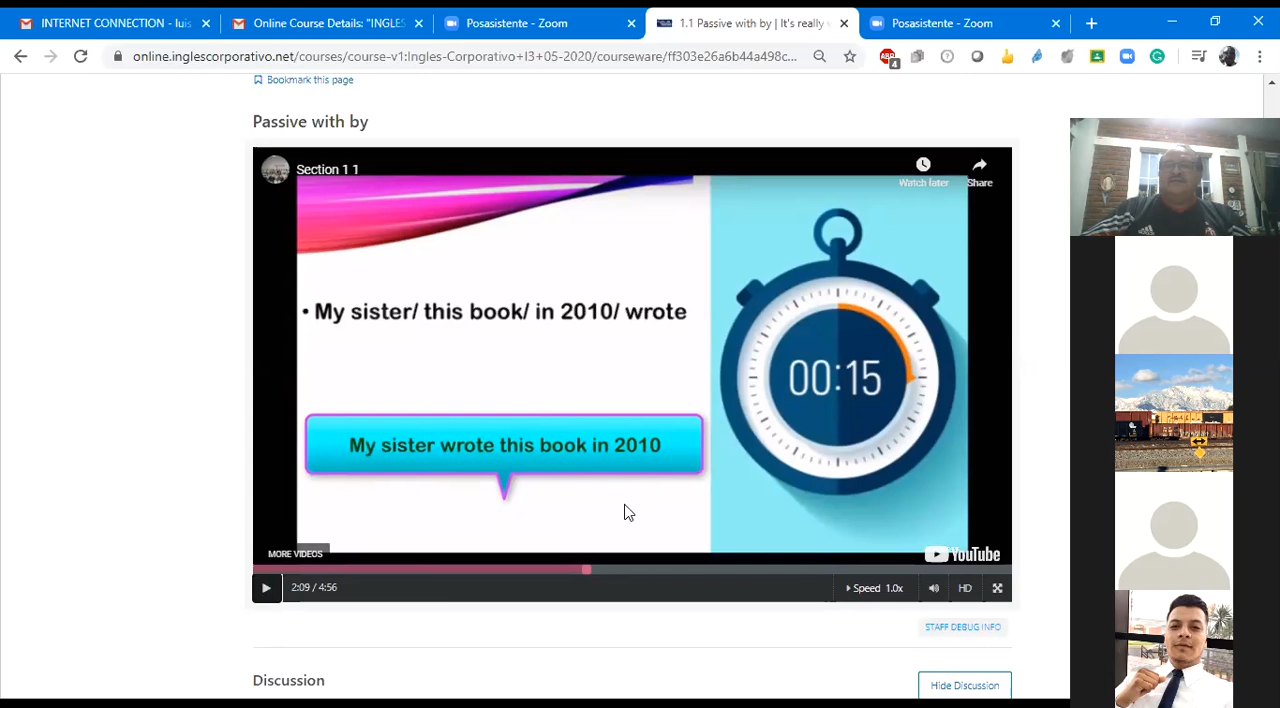 INTERNET CONNECTION - luis
Online Course Details: "INGLES
Posasistente - Zoom
1.1 Passive with by | It's really
Posasistente - Zoom
online.inglescorporativo.net/courses/course-v1:Ingles-Corporativo+I3+05-2020/courseware/ff303e26a6b44a498c...
4
Bookmark this page
Passive with by
Section 1 1
Watch later
Share
• My sister/ this book/ in 2010/ wrote
00:15
My sister wrote this book in 2010
MORE VIDEOS
YouTube
2:09 / 4:56
Speed 1.0x
HD
STAFF DEBUG INFO
Discussion
Hide Discussion